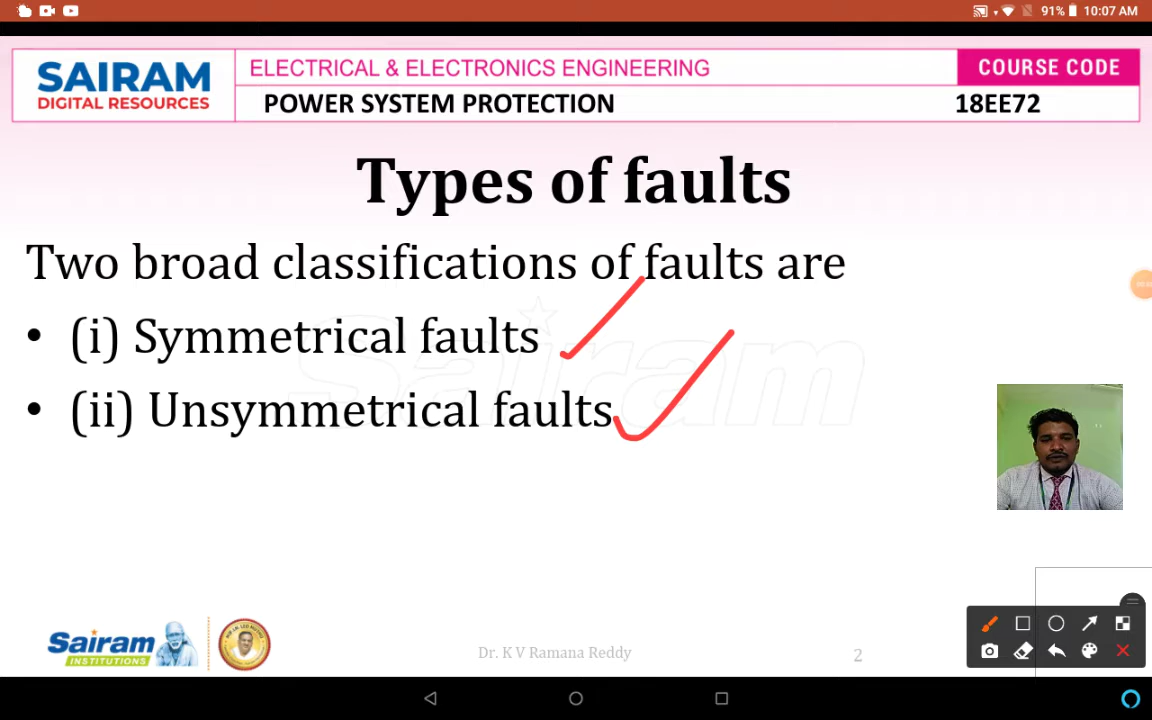 91% 10:07 AM
SAIRAM
DIGITAL RESOURCES
ELECTRICAL & ELECTRONICS ENGINEERING
COURSE CODE
POWER SYSTEM PROTECTION
18EE72
Types of faults
Two broad classifications of faults are
• (i) Symmetrical faults
• (ii) Unsymmetrical faults
Sairam
Sairam
INSTITUTIONS
Dr. K V Ramana Reddy
2